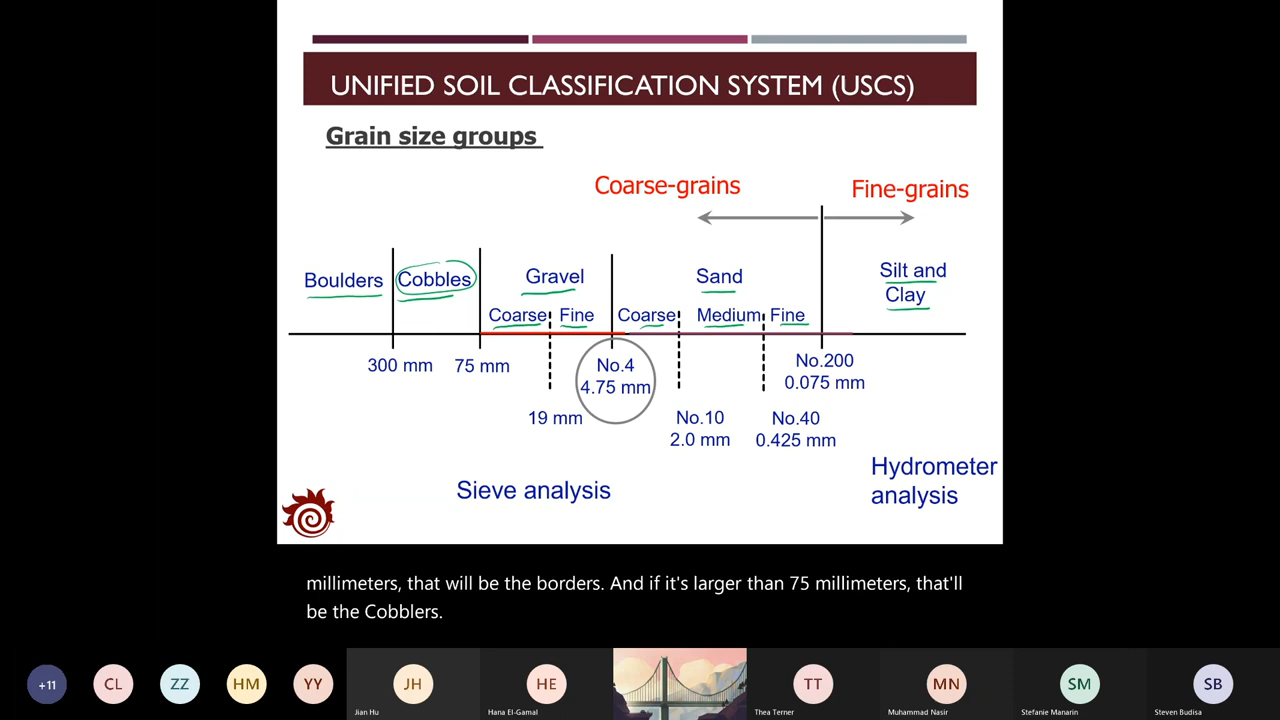 UNIFIED SOIL CLASSIFICATION SYSTEM (USCS)
Grain size groups
Coarse-grains
Fine-grains
Boulders
Cobbles
Gravel
Sand
Silt and
Clay
Coarse
Fine
Coarse
Medium
Fine
300 mm
75 mm
No.4
4.75 mm
No.200
0.075 mm
19 mm
No.10
2.0 mm
No.40
0.425 mm
Sieve analysis
Hydrometer
analysis
millimeters, that will be the borders. And if it's larger than 75 millimeters, that'll
be the Cobblers.
+11
CL
ZZ
HM
YY
JH
HE
TT
MN
SM
SB
Jian Hu
Hana El-Gamal
Thea Terner
Muhammad Nasir
Stefanie Manarin
Steven Budisa